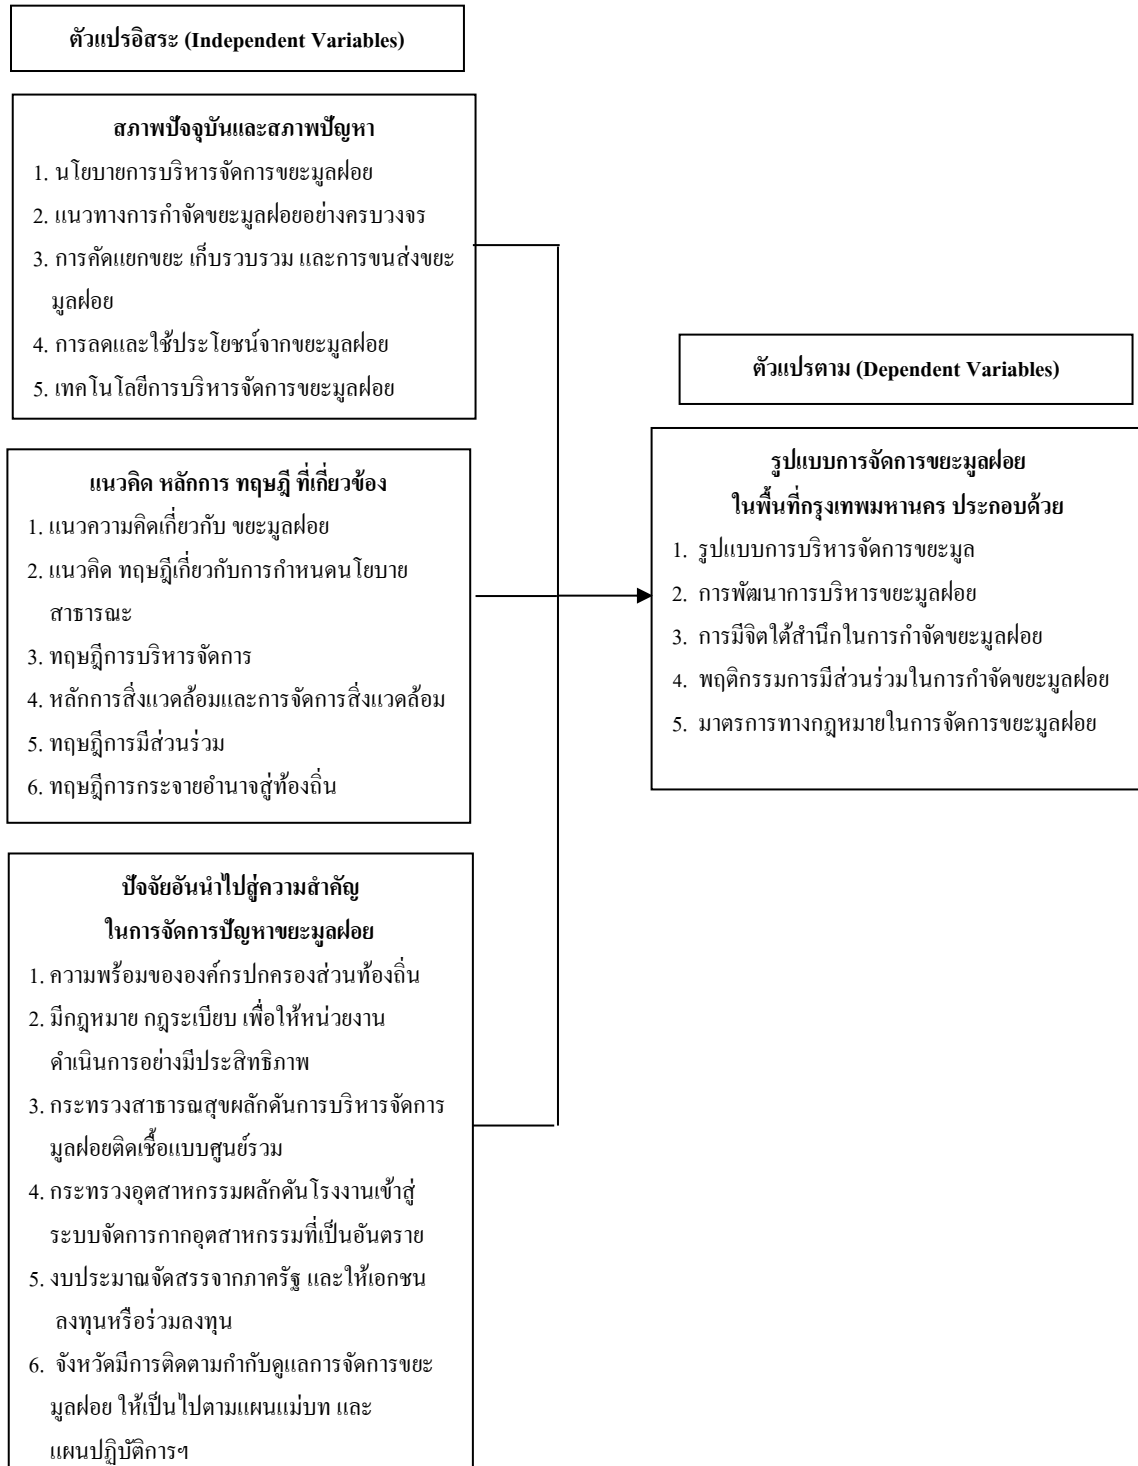 ตัวแปรอิสระ (Independent Variables)
สภาพปัจจุบันและสภาพปัญหา
1. นโยบายการบริหารจัดการขยะมูลฝอย
2. แนวทางการกำจัดขยะมูลฝอยอย่างครบวงจร
3. การคัดแยกขยะ เก็บรวบรวม และการขนส่งขยะ
มูลฝอย
4. การลดและใช้ประโยชน์จากขยะมูลฝอย
5. เทคโนโลยีการบริหารจัดการขยะมูลฝอย
แนวคิด หลักการ ทฤษฎี ที่เกี่ยวข้อง
1. แนวความคิดเกี่ยวกับ ขยะมูลฝอย
2. แนวคิด ทฤษฎีเกี่ยวกับการกำหนดนโยบาย
สาธารณะ
3. ทฤษฎีการบริหารจัดการ
4. หลักการสิ่งแวดล้อมและการจัดการสิ่งแวดล้อม
5. ทฤษฎีการมีส่วนร่วม
6. ทฤษฎีการกระจายอำนาจสู่ท้องถิ่น
ปัจจัยอันนำไปสู่ความสำคัญ
ในการจัดการปัญหาขยะมูลฝอย
1. ความพร้อมขององค์กรปกครองส่วนท้องถิ่น
2. มีกฎหมาย กฎระเบียบ เพื่อให้หน่วยงาน
ดำเนินการอย่างมีประสิทธิภาพ
3. กระทรวงสาธารณสุขผลักดันการบริหารจัดการ
มูลฝอยติดเชื้อแบบศูนย์รวม
4. กระทรวงอุตสาหกรรมผลักดันโรงงานเข้าสู่
ระบบจัดการกากอุตสาหกรรมที่เป็นอันตราย
5. งบประมาณจัดสรรจากภาครัฐ และให้เอกชน
ลงทุนหรือร่วมลงทุน
6. จังหวัดมีการติดตามกำกับดูแลการจัดการขยะ
มูลฝอย ให้เป็นไปตามแผนแม่บท และ
แผนปฏิบัติการฯ
ตัวแปรตาม (Dependent Variables)
รูปแบบการจัดการขยะมูลฝอย
ในพื้นที่กรุงเทพมหานคร ประกอบด้วย
1. รูปแบบการบริหารจัดการขยะมูล
2. การพัฒนาการบริหารขยะมูลฝอย
3. การมีจิตใต้สำนึกในการกำจัดขยะมูลฝอย
4. พฤติกรรมการมีส่วนร่วมในการกำจัดขยะมูลฝอย
5. มาตรการทางกฎหมายในการจัดการขยะมูลฝอย